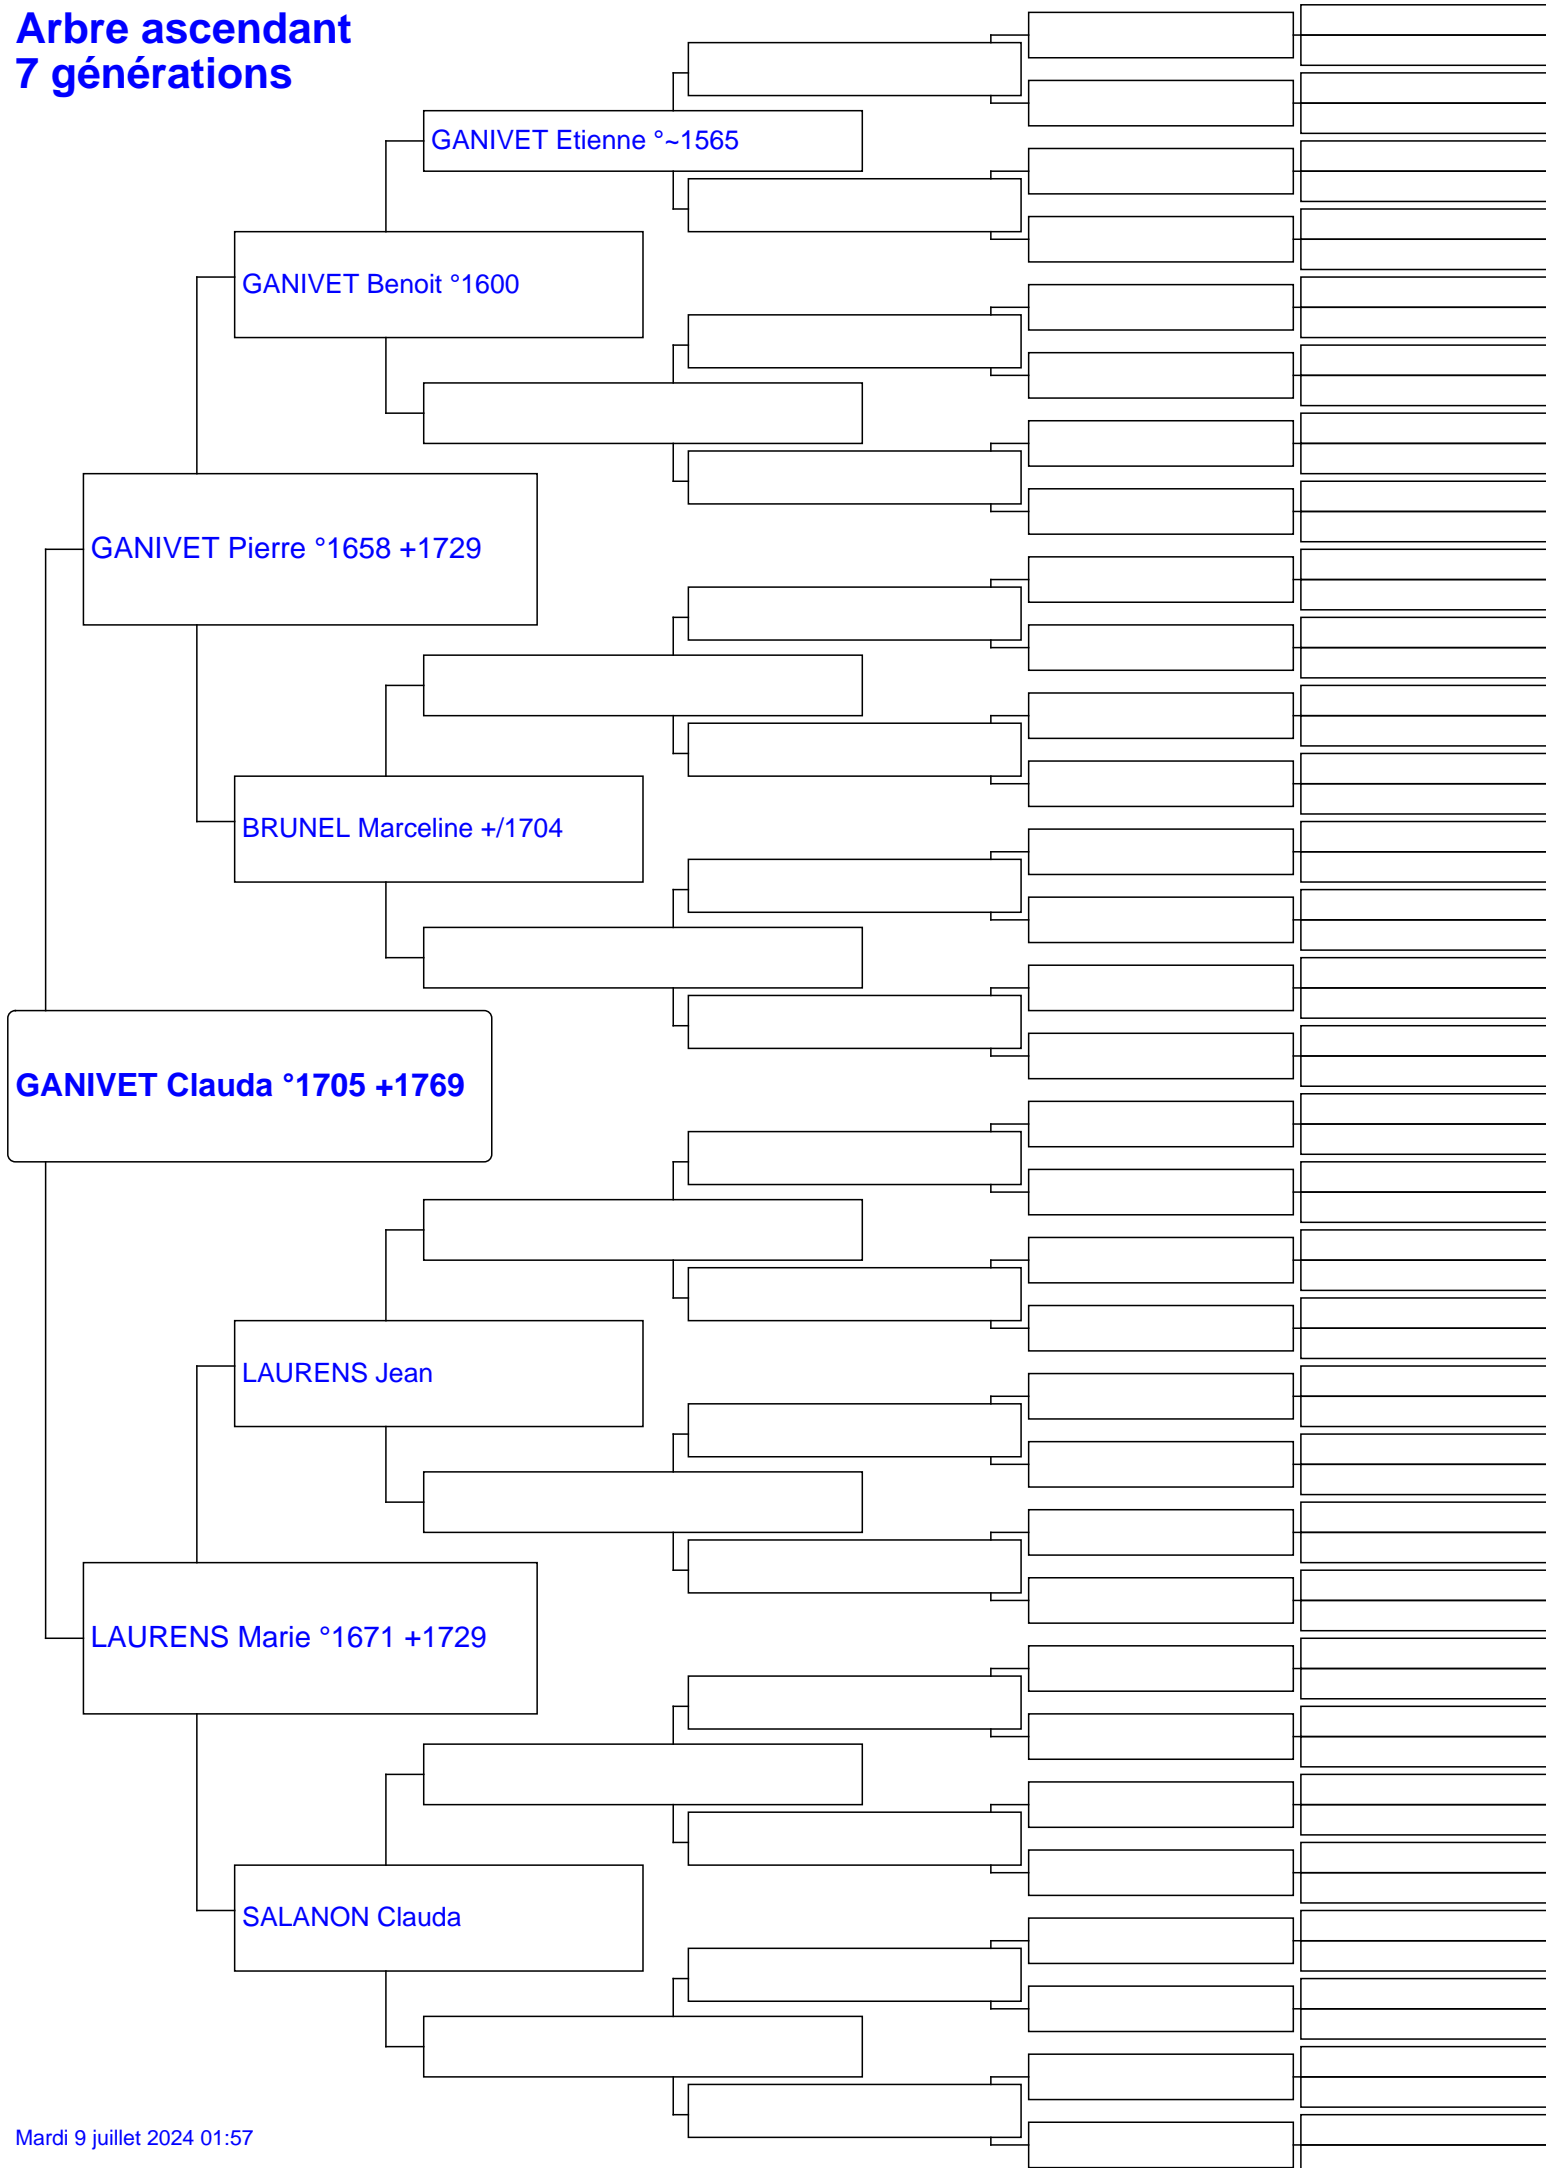 Arbre ascendant
7 générations
GANIVET Etienne °~1565
GANIVET Benoit °1600
GANIVET Pierre °1658 +1729
BRUNEL Marceline +/1704
GANIVET Clauda °1705 +1769
LAURENS Jean
LAURENS Marie °1671 +1729
SALANON Clauda
Mardi 9 juillet 2024 01:57